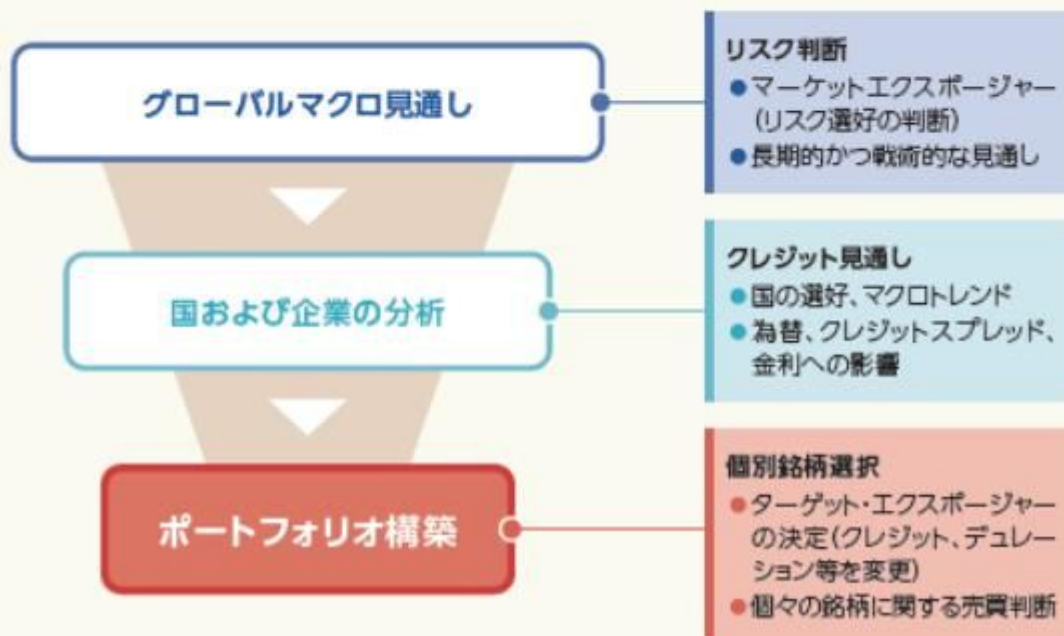 グローバルマクロ見通し
リスク判断
●マーケットエクスポージャー
(リスク選好の判断)
●長期的かつ戦術的な見通し
国および企業の分析
クレジット見通し
●国の選好、マクロトレンド
●為替、クレジットスプレッド、
金利への影響
ポートフォリオ構築
個別銘柄選択
●ターゲット・エクスポージャー
の決定(クレジット、デュレー
ション等を変更)
●個々の銘柄に関する売買判断